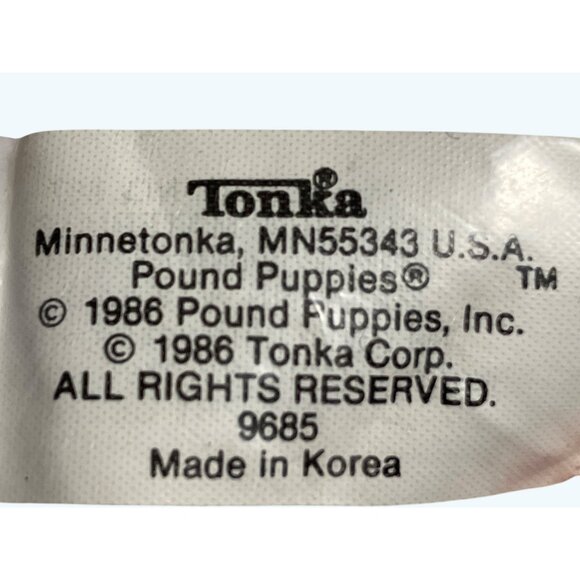 Tonka®
Minnetonka, MN55343 U.S.A.
Pound Puppies® TM
© 1986 Pound Puppies, Inc.
© 1986 Tonka Corp.
ALL RIGHTS RESERVED.
9685
Made in Korea